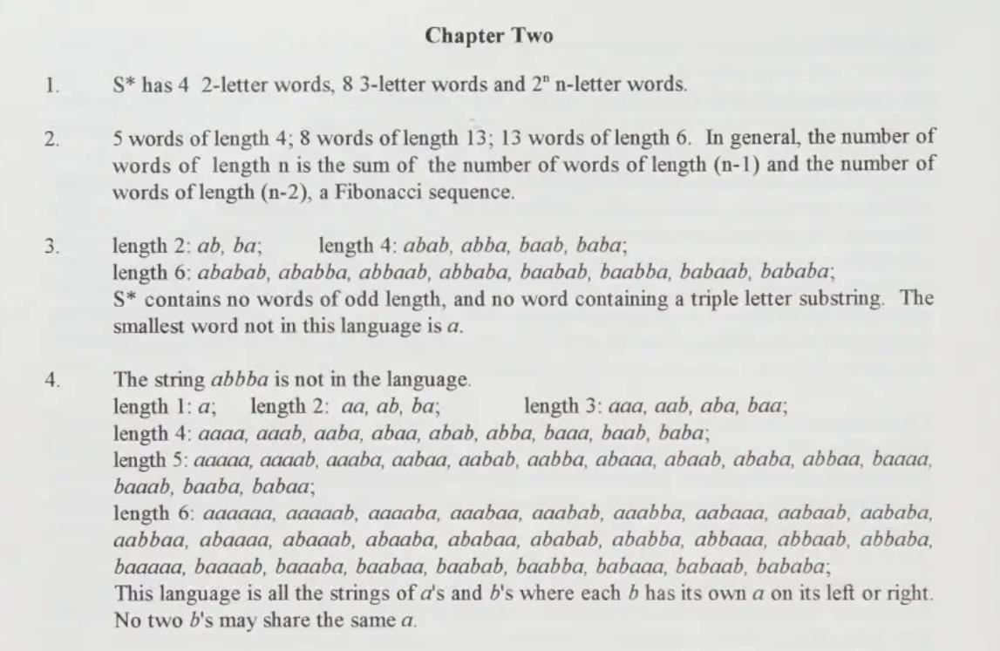 Chapter Two
1. S* has 4 2-letter words, 8 3-letter words and 2ⁿ n-letter words.
2. 5 words of length 4; 8 words of length 13; 13 words of length 6. In general, the number of
words of length n is the sum of the number of words of length (n-1) and the number of
words of length (n-2), a Fibonacci sequence.
3. length 2: ab, ba; length 4: abab, abba, baab, baba;
length 6: ababab, ababba, abbaab, abbaba, baabab, baabba, babaab, bababa;
S* contains no words of odd length, and no word containing a triple letter substring. The
smallest word not in this language is a.
4. The string abbba is not in the language.
length 1: a; length 2: aa, ab, ba; length 3: aaa, aab, aba, baa;
length 4: aaaa, aaab, aaba, abaa, abab, abba, baaa, baab, baba;
length 5: aaaaa, aaaab, aaaba, aabaa, aabab, aabba, abaaa, abaab, ababa, abbaa, baaaa,
baaab, baaba, babaa;
length 6: aaaaaa, aaaaab, aaaaba, aaabaa, aaabab, aaabba, aabaaa, aabaab, aababa,
aabbaa, abaaaa, abaaab, abaaba, ababaa, ababab, ababba, abbaaa, abbaab, abbaba,
baaaaa, baaaab, baaaba, baabaa, baabab, baabba, babaaa, babaab, bababa;
This language is all the strings of a's and b's where each b has its own a on its left or right.
No two b's may share the same a.